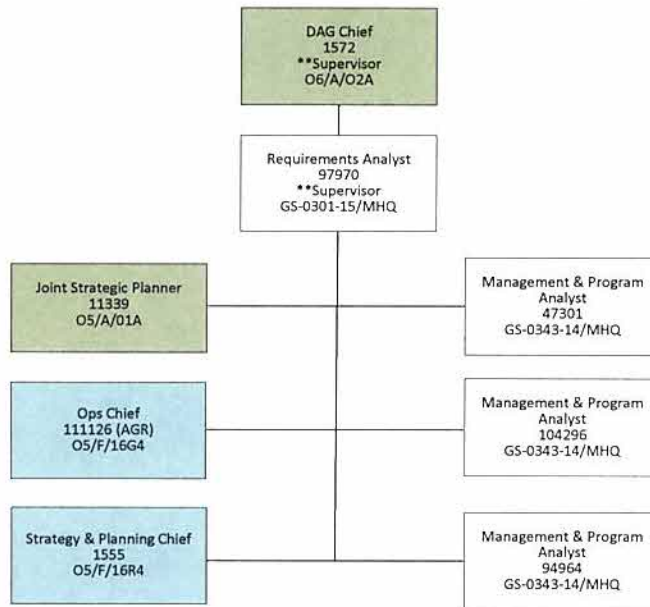 DAG Chief
1572
**Supervisor
O6/A/O2A
Requirements Analyst
97970
**Supervisor
GS-0301-15/MHQ
Joint Strategic Planner
11339
O5/A/01A
Management & Program
Analyst
47301
GS-0343-14/MHQ
Ops Chief
111126 (AGR)
O5/F/16G4
Management & Program
Analyst
104296
GS-0343-14/MHQ
Strategy & Planning Chief
1555
O5/F/16R4
Management & Program
Analyst
94964
GS-0343-14/MHQ